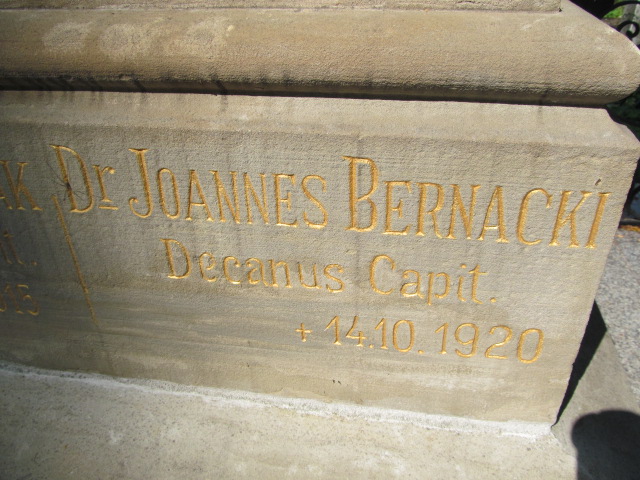 Dr JOANNES BERNACKI
Decanus Capit.
+ 14.10.1920